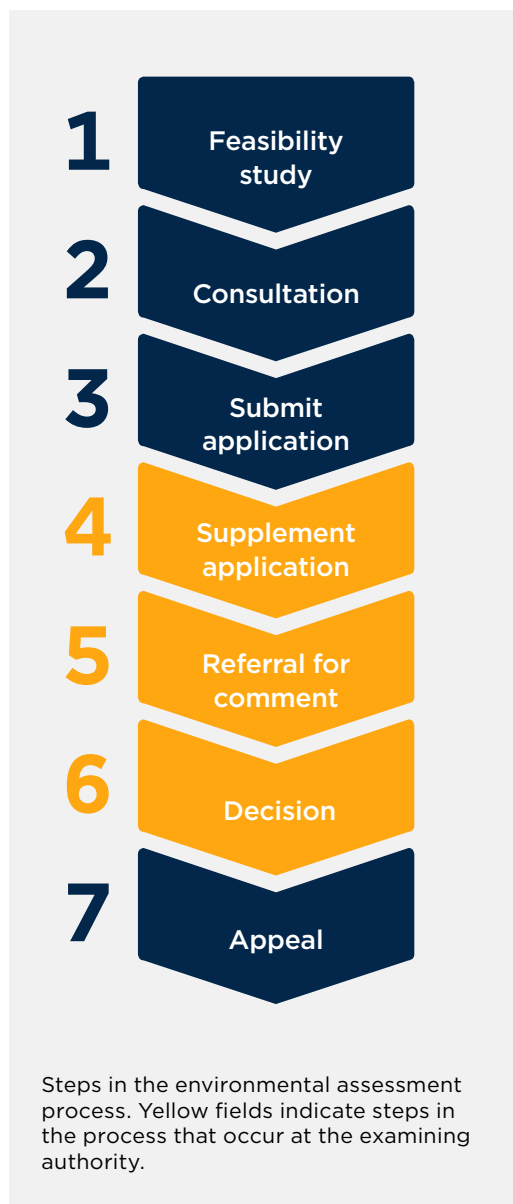 1
Feasibility
study
2
Consultation
3
Submit
application
4
Supplement
application
5
Referral for
comment
6
Decision
7
Appeal
Steps in the environmental assessment
process. Yellow fields indicate steps in
the process that occur at the examining
authority.